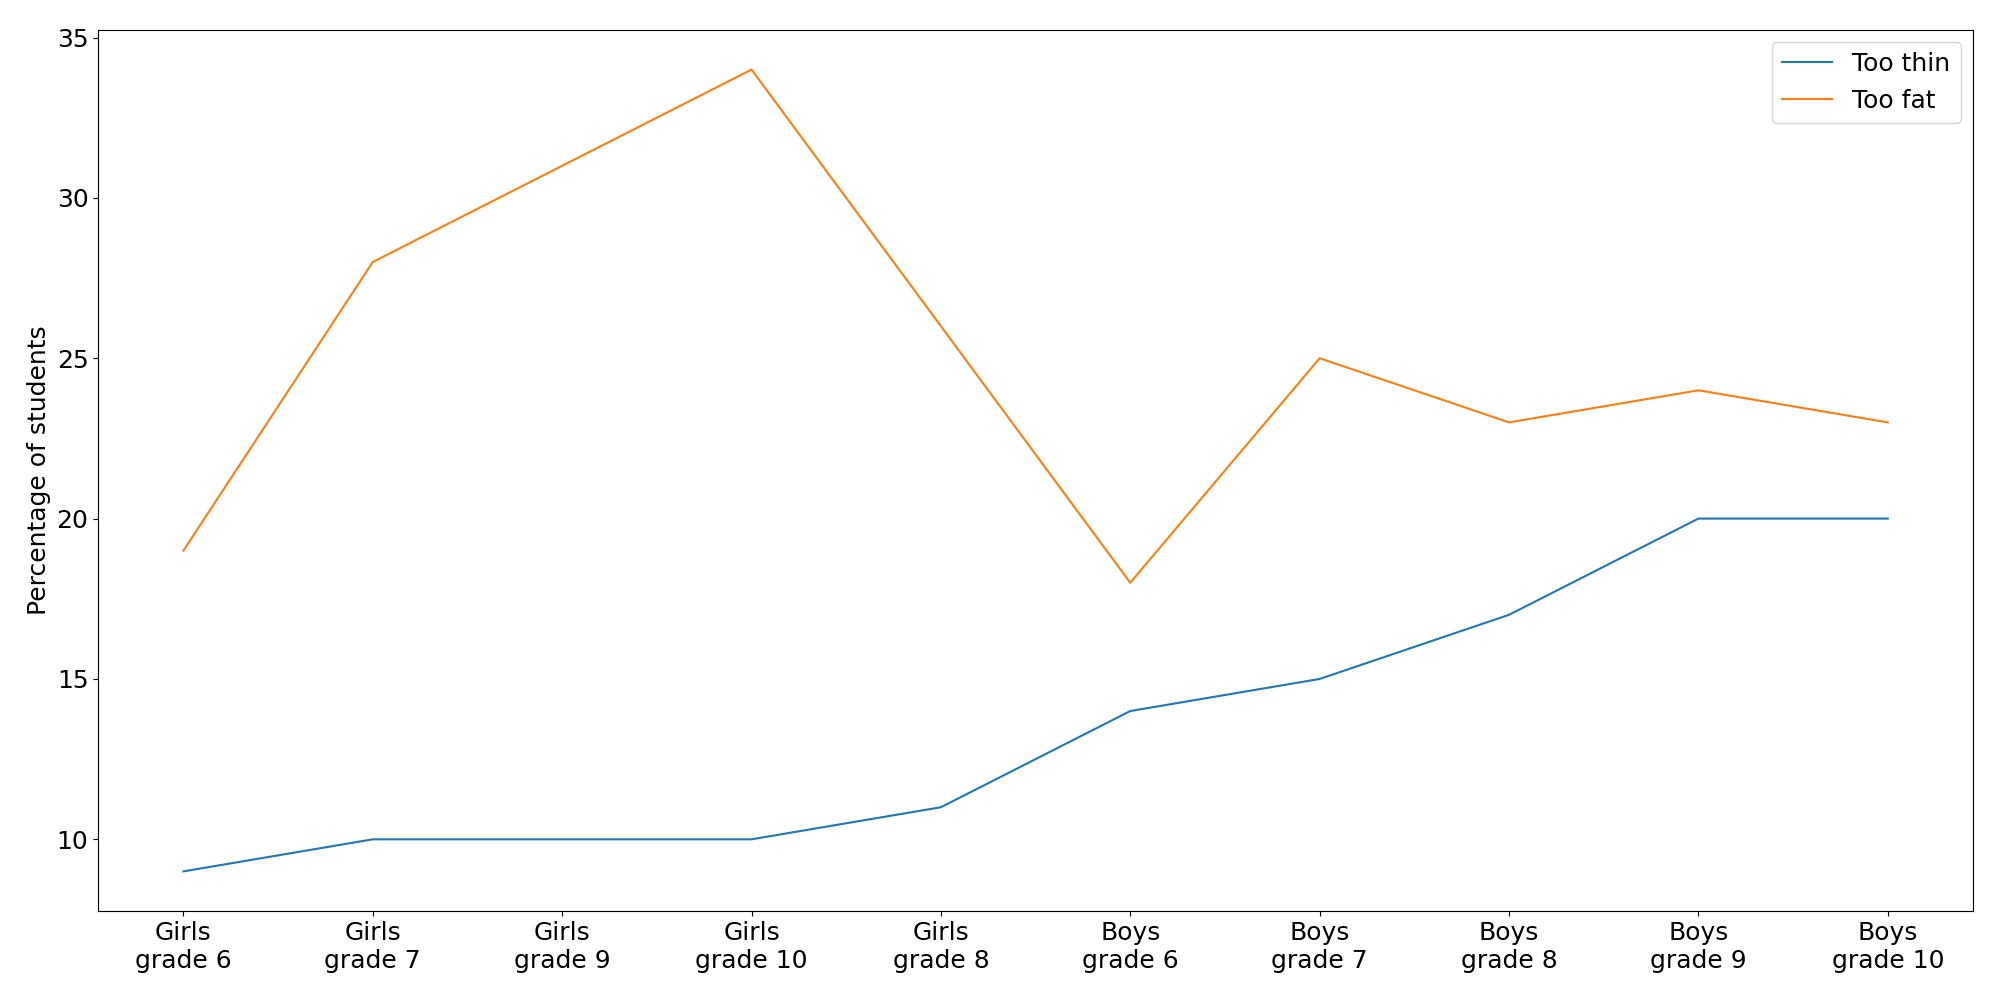 35
30
25
20
15
10
Percentage of students
Too thin
Too fat
Girls
grade 6
Girls
grade 7
Girls
grade 9
Girls
grade 10
Girls
grade 8
Boys
grade 6
Boys
grade 7
Boys
grade 8
Boys
grade 9
Boys
grade 10